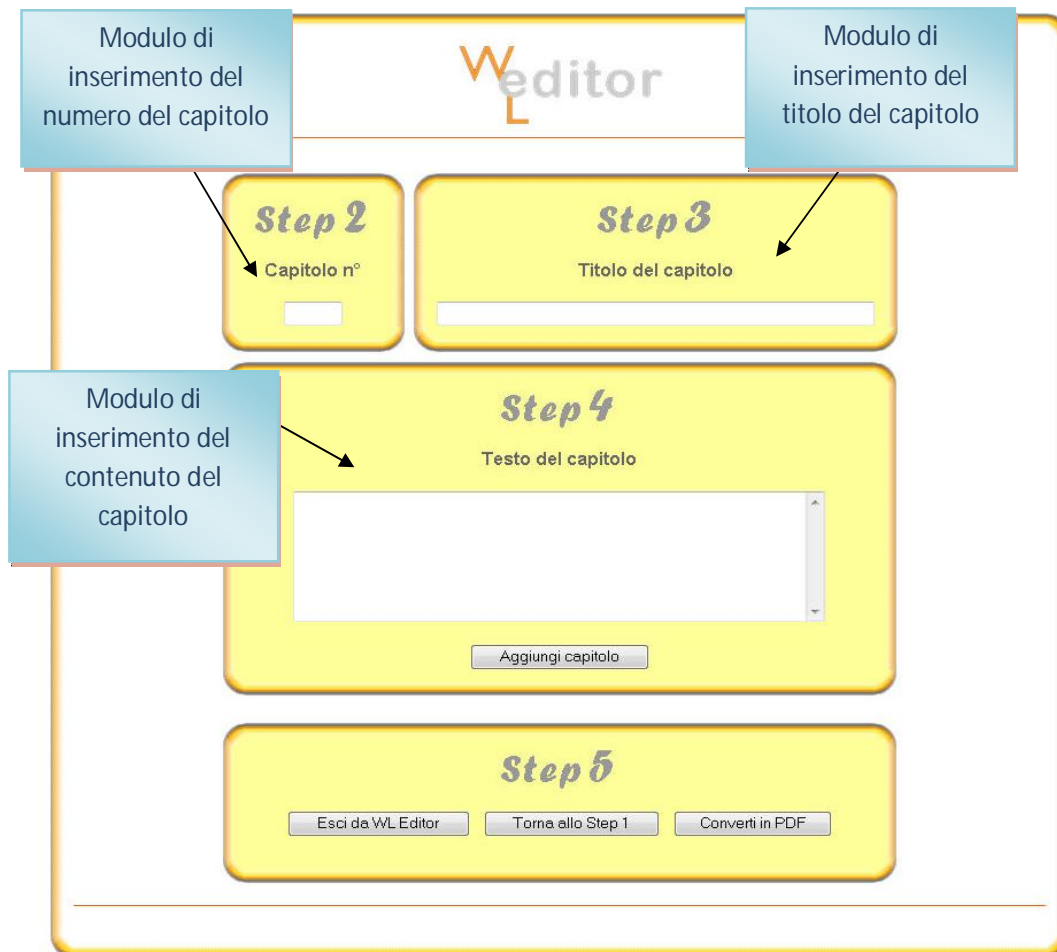 Modulo di
inserimento del
numero del capitolo
WL editor
Modulo di
inserimento del
titolo del capitolo
Step 2
Capitolo n°
Step 3
Titolo del capitolo
Modulo di
inserimento del
contenuto del
capitolo
Step 4
Testo del capitolo
Aggiungi capitolo
Step 5
Esci da WL Editor
Torna allo Step 1
Converti in PDF